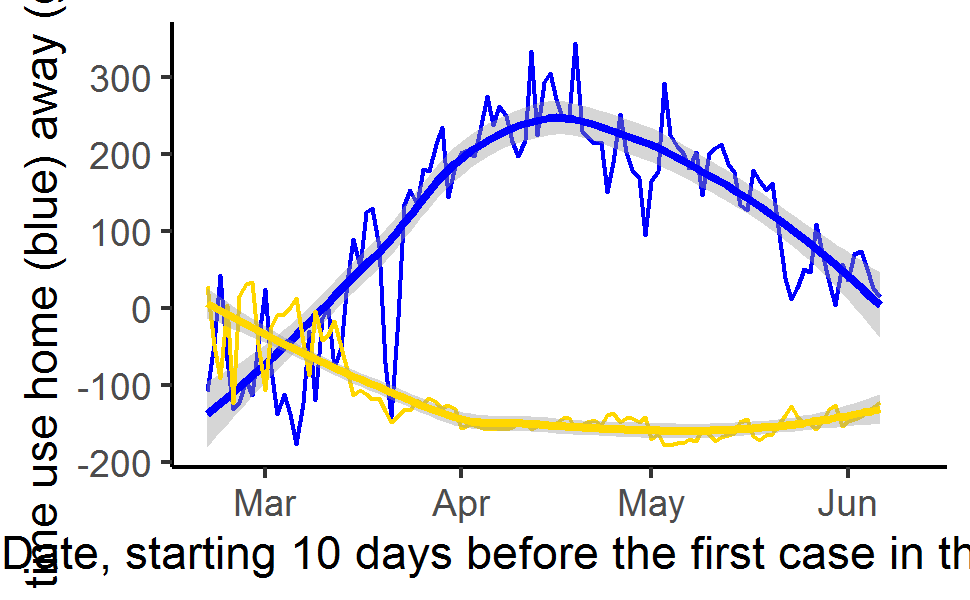 time use home (blue) away (
300
200
100
0
-100
-200
Mar Apr May Jun
Date, starting 10 days before the first case in th